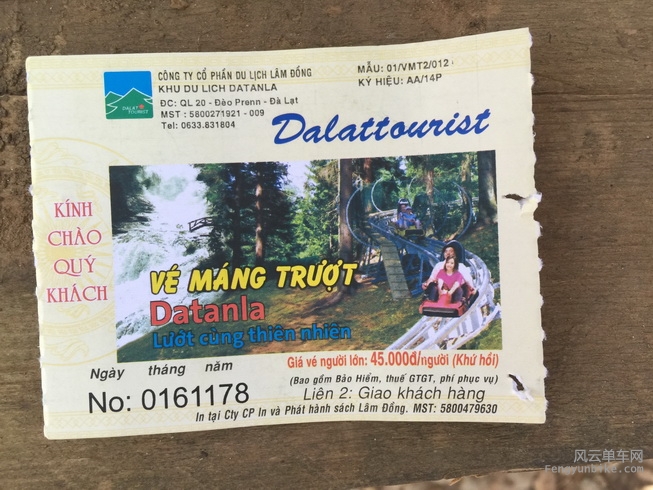 CÔNG TY CỔ PHẦN DU LỊCH LÂM ĐỒNG
KHU DU LỊCH DATANLA
ĐC: QL 20 - Đèo Prenn - Đà Lạt
MST : 5800271921 - 009
Tel: 0633.831804
MẪU: 01/VMT2/012
KÝ HIỆU: AA/14P
DALAT
TOURIST
Dalattourist
KÍNH
CHÀO
QUÝ
KHÁCH
VÉ MÁNG TRƯỢT
Datanla
Lướt cùng thiên nhiên
Giá vé người lớn: 45.000đ/người (Khứ hồi)
(Bao gồm Bảo Hiểm, thuế GTGT, phí phục vụ)
Ngày tháng năm
No: 0161178
Liên 2: Giao khách hàng
In tại Cty CP In và Phát hành sách Lâm Đồng. MST: 5800479630
风云单车网
Fengyunbike.com